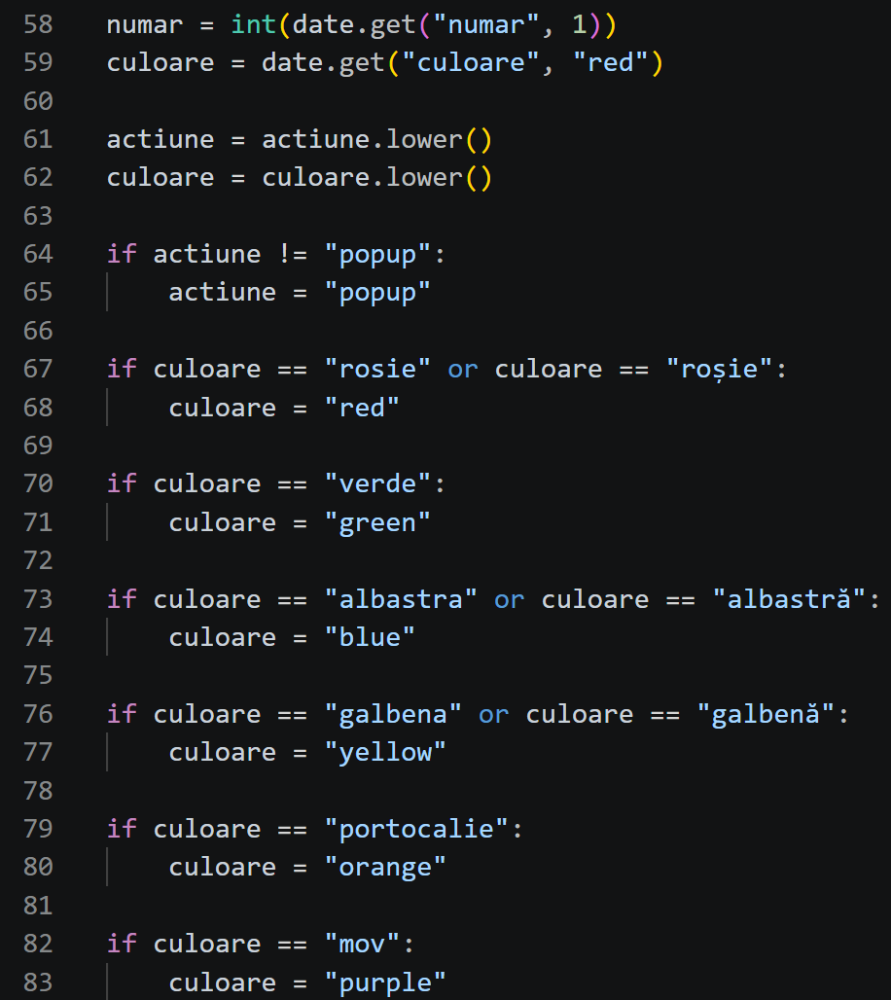 58 numar = int(date.get("numar", 1))
59 culoare = date.get("culoare", "red")
60
61 actiune = actiune.lower()
62 culoare = culoare.lower()
63
64 if actiune != "popup":
65     actiune = "popup"
66
67 if culoare == "rosie" or culoare == "roșie":
68     culoare = "red"
69
70 if culoare == "verde":
71     culoare = "green"
72
73 if culoare == "albastra" or culoare == "albastră":
74     culoare = "blue"
75
76 if culoare == "galbena" or culoare == "galbenă":
77     culoare = "yellow"
78
79 if culoare == "portocalie":
80     culoare = "orange"
81
82 if culoare == "mov":
83     culoare = "purple"